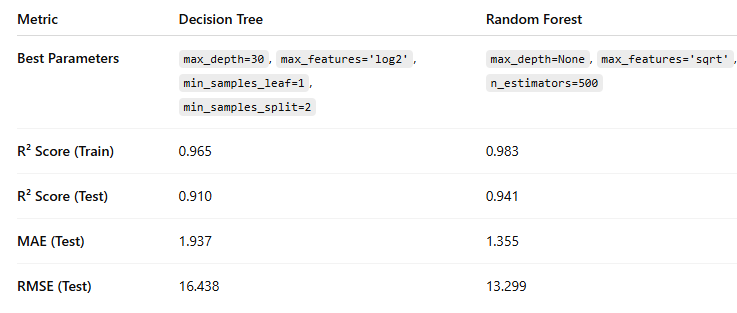 Metric Decision Tree Random Forest
Best Parameters max_depth=30, max_features='log2', max_depth=None, max_features='sqrt',
min_samples_leaf=1, n_estimators=500
min_samples_split=2
R² Score (Train) 0.965 0.983
R² Score (Test) 0.910 0.941
MAE (Test) 1.937 1.355
RMSE (Test) 16.438 13.299